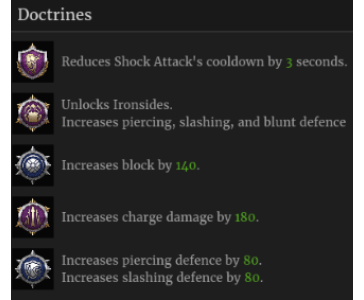 Doctrines
Reduces Shock Attack's cooldown by 3 seconds.
Unlocks Ironsides.
Increases piercing, slashing, and blunt defence
Increases block by 140.
Increases charge damage by 180.
Increases piercing defence by 80.
Increases slashing defence by 80.